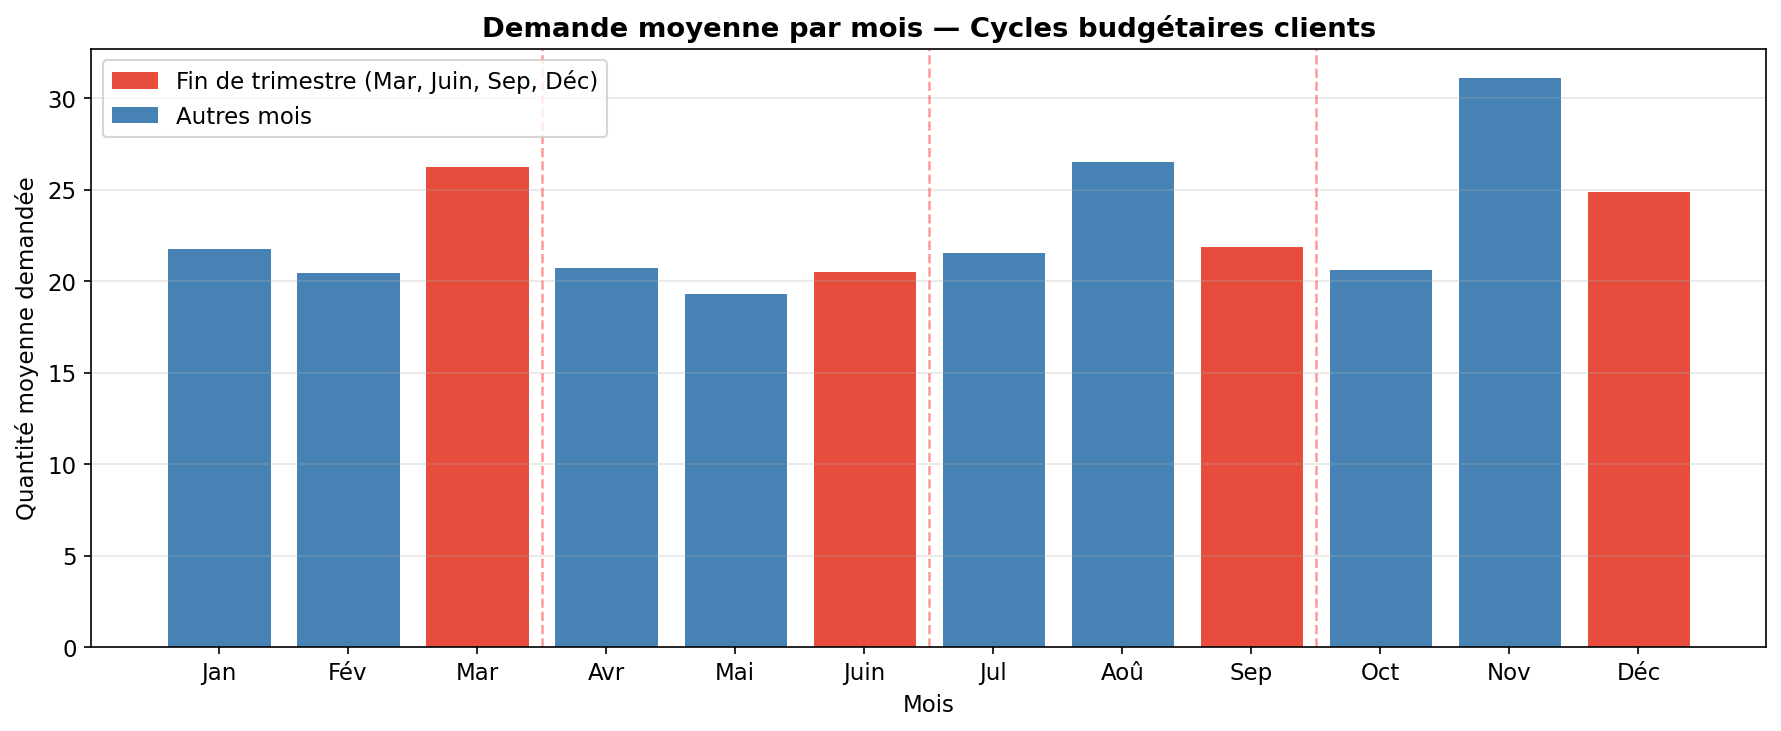 Demande moyenne par mois — Cycles budgétaires clients
Fin de trimestre (Mar, Juin, Sep, Déc)
Autres mois
Quantité moyenne demandée
30
25
20
15
10
5
0
Jan Fév Mar Avr Mai Juin Jul Aoû Sep Oct Nov Déc
Mois